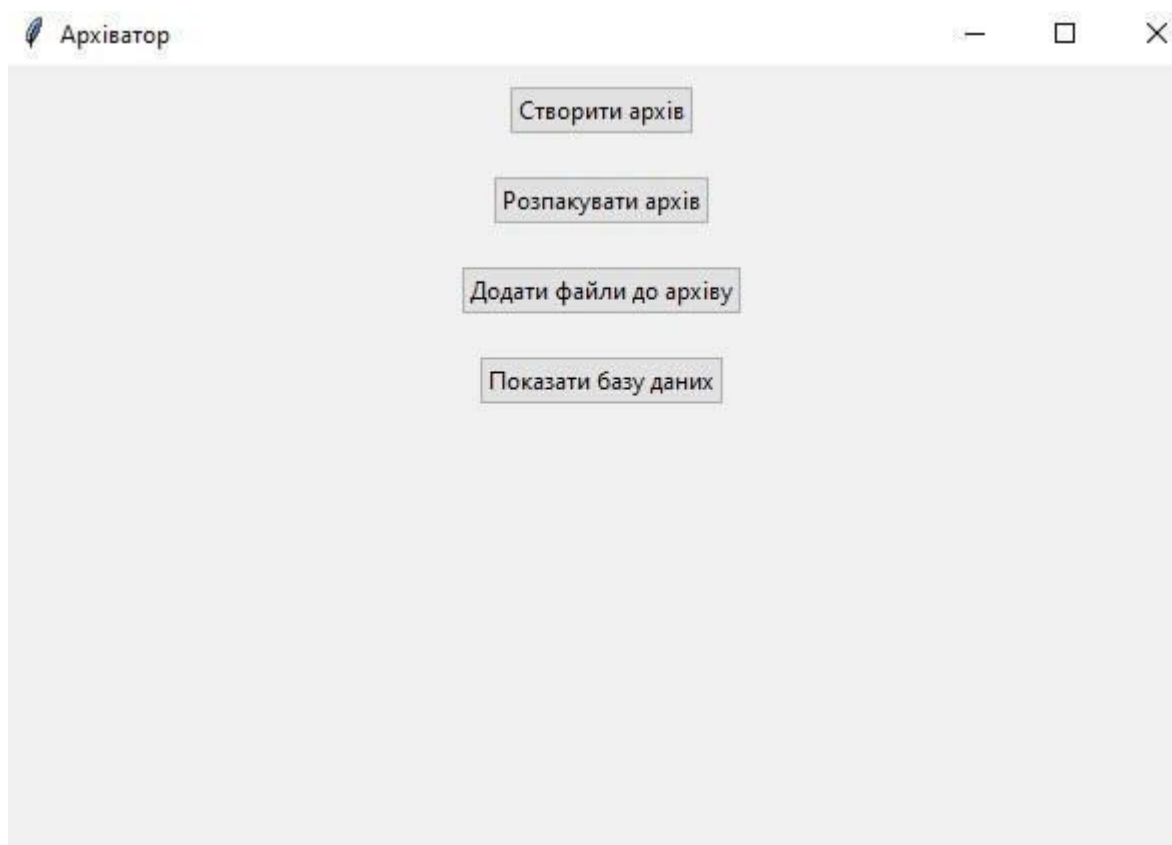 Архіватор
Створити архів
Розпакувати архів
Додати файли до архіву
Показати базу даних